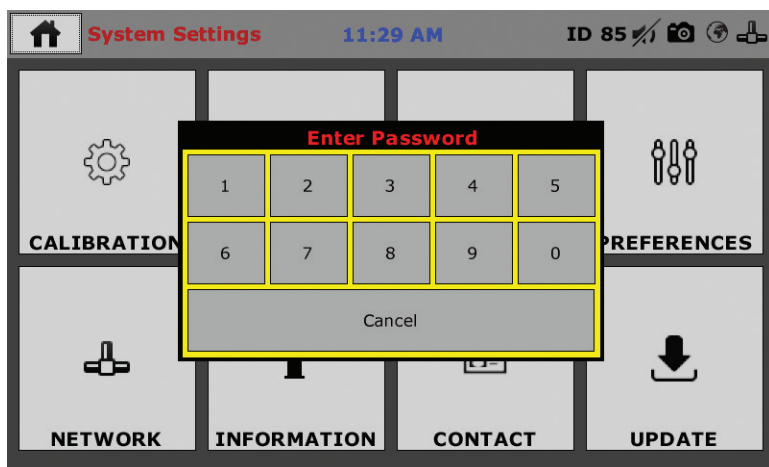 System Settings 11:29 AM ID 85
Enter Password
1 2 3 4 5
CALIBRATION PREFERENCES
6 7 8 9 0
Cancel
NETWORK INFORMATION CONTACT UPDATE